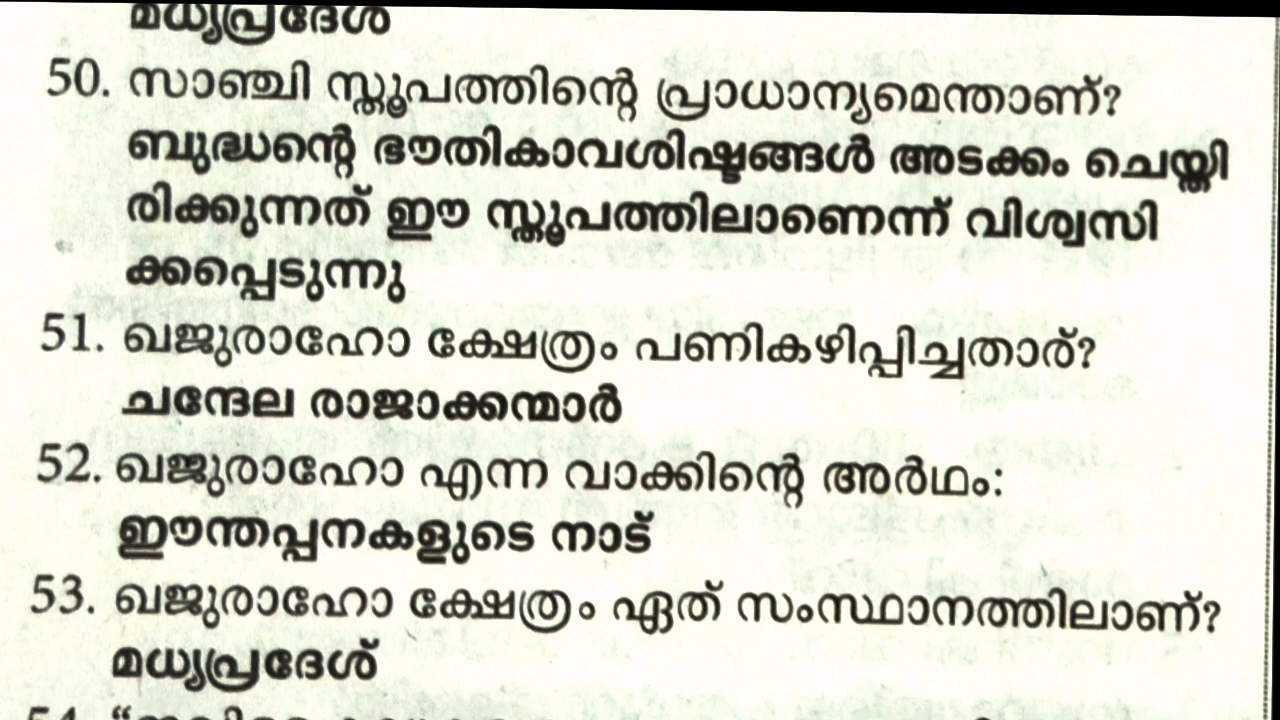 മധ്യപ്രദേശ്
50. സാഞ്ചി സ്തൂപത്തിന്റെ പ്രാധാന്യമെന്താണ്?
ബുദ്ധന്റെ ഭൗതികാവശിഷ്ടങ്ങൾ അടക്കം ചെയ്തി
രിക്കുന്നത് ഈ സ്തൂപത്തിലാണെന്ന് വിശ്വസി
ക്കപ്പെടുന്നു
51. ഖജുരാഹോ ക്ഷേത്രം പണികഴിപ്പിച്ചതാര്?
ചന്ദേല രാജാക്കന്മാർ
52. ഖജുരാഹോ എന്ന വാക്കിന്റെ അർഥം:
ഈന്തപ്പനകളുടെ നാട്
53. ഖജുരാഹോ ക്ഷേത്രം ഏത് സംസ്ഥാനത്തിലാണ്?
മധ്യപ്രദേശ്
54.